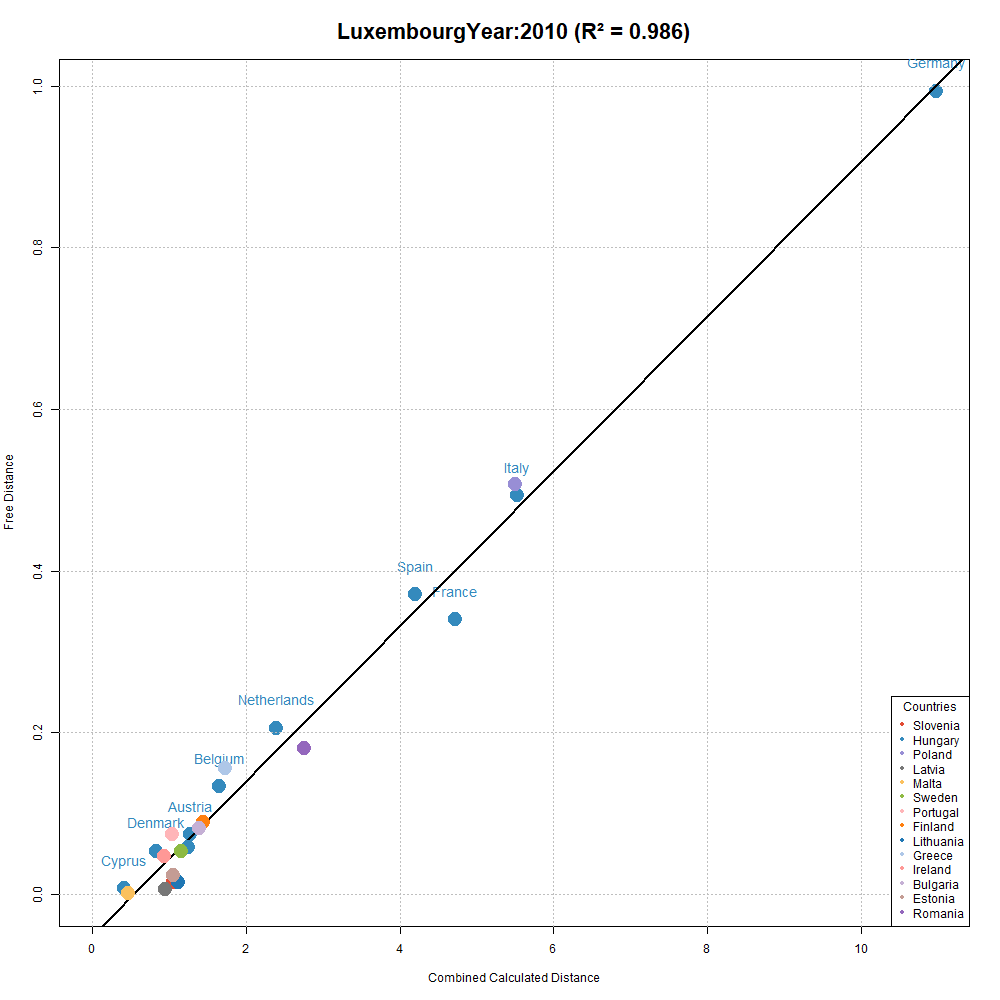 LuxembourgYear:2010 (R² = 0.986)
Germany
1.0
0.8
0.6
0.4
0.2
0.0
Free Distance
Italy
Spain
France
Netherlands
Belgium
Austria
Denmark
Cyprus
Countries
Slovenia
Hungary
Poland
Latvia
Malta
Sweden
Portugal
Finland
Lithuania
Greece
Ireland
Bulgaria
Estonia
Romania
0
2
4
6
8
10
Combined Calculated Distance